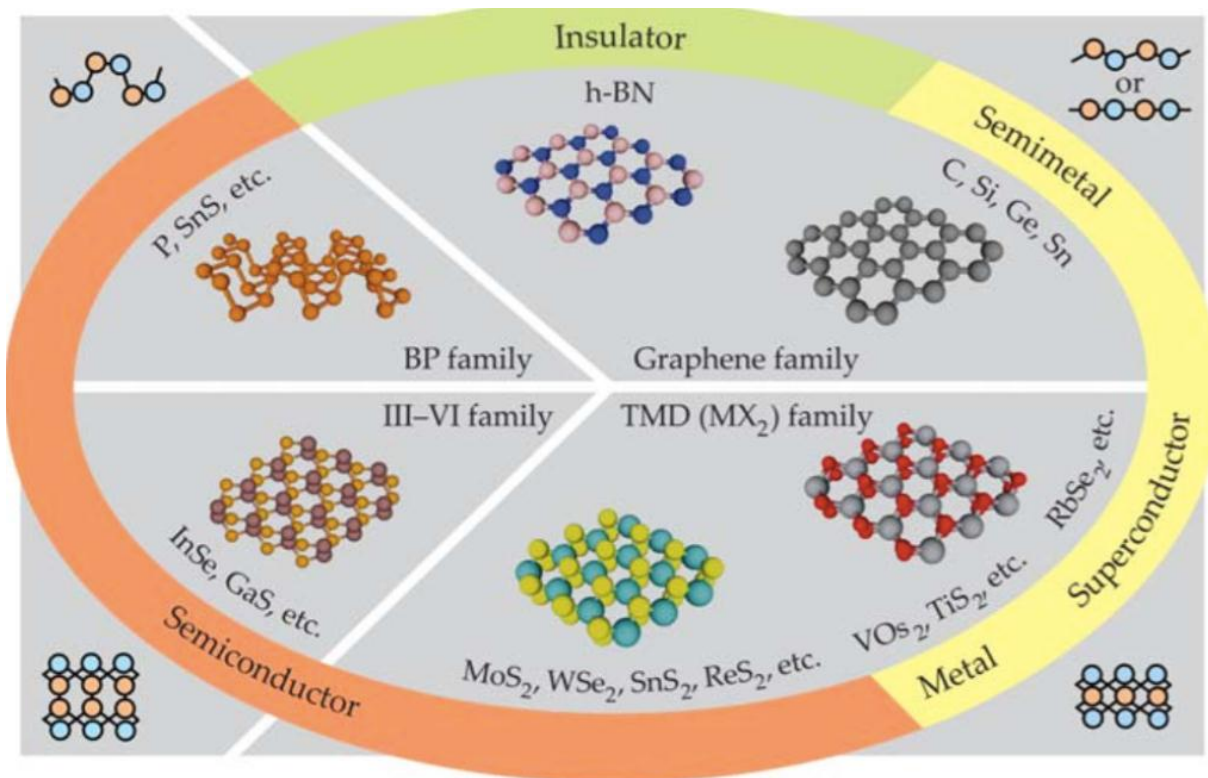 Insulator
h-BN
or
Semimetal
C, Si, Ge, Sn
P, SnS, etc.
BP family
Graphene family
III–VI family
TMD (MX₂) family
RbSe₂, etc.
Superconductor
InSe, GaS, etc.
VOs₂, TiS₂, etc.
Semiconductor
MoS₂, WSe₂, SnS₂, ReS₂, etc.
Metal